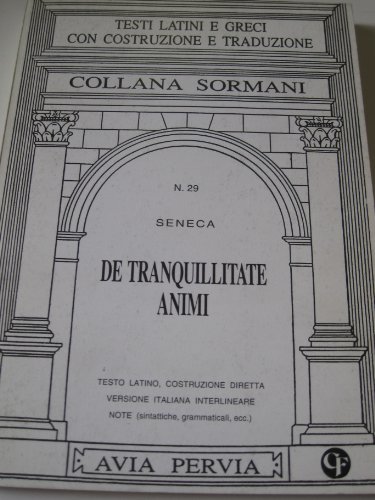 TESTI LATINI E GRECI
CON COSTRUZIONE E TRADUZIONE
COLLANA SORMANI
N. 29
SENECA
DE TRANQUILLITATE
ANIMI
TESTO LATINO, COSTRUZIONE DIRETTA
VERSIONE ITALIANA INTERLINEARE
NOTE (sintattiche, grammaticali, ecc.)
AVIA PERVIA